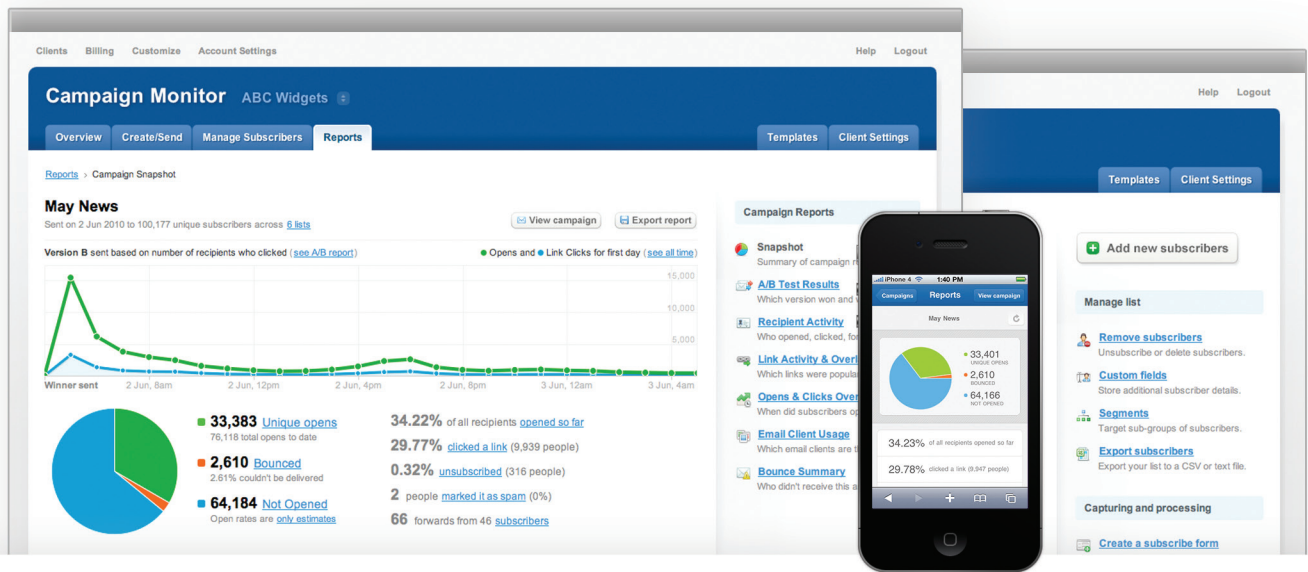 Clients Billing Customize Account Settings
Help Logout
Campaign Monitor ABC Widgets
Overview Create/Send Manage Subscribers Reports
Templates Client Settings
Reports › Campaign Snapshot
May News
Sent on 2 Jun 2010 to 100,177 unique subscribers across 6 lists
View campaign Export report
Version B sent based on number of recipients who clicked (see A/B report)
Opens and Link Clicks for first day (see all time)
15,000
10,000
5,000
Winner sent 2 Jun, 8am 2 Jun, 12pm 2 Jun, 4pm 2 Jun, 8pm 3 Jun, 12am 3 Jun, 4am
33,383 Unique opens
76,118 total opens to date
2,610 Bounced
2.61% couldn't be delivered
64,184 Not Opened
Open rates are only estimates
34.22% of all recipients opened so far
29.77% clicked a link (9,939 people)
0.32% unsubscribed (316 people)
2 people marked it as spam (0%)
66 forwards from 46 subscribers
Campaign Reports
Snapshot
Summary of campaign
A/B Test Results
Which version won and
Recipient Activity
Who opened, clicked,
Link Activity &
Which links were
Opens & Clicks
When did subscribers
Email Client Usage
Which email clients are
Bounce Summary
Who didn't receive this
iPhone 4 1:40 PM
Campaigns Reports View campaign
May News
33,401
UNIQUE OPENS
2,610
BOUNCED
64,166
NOT OPENED
34.23% of all recipients opened so far
29.78% clicked a link (9,947 people)
Help Logout
Templates Client Settings
Add new subscribers
Manage list
Remove subscribers
Unsubscribe or delete subscribers.
Custom fields
Store additional subscriber details.
Segments
Target sub-groups of subscribers.
Export subscribers
Export your list to a CSV or text file.
Capturing and processing
Create a subscribe form